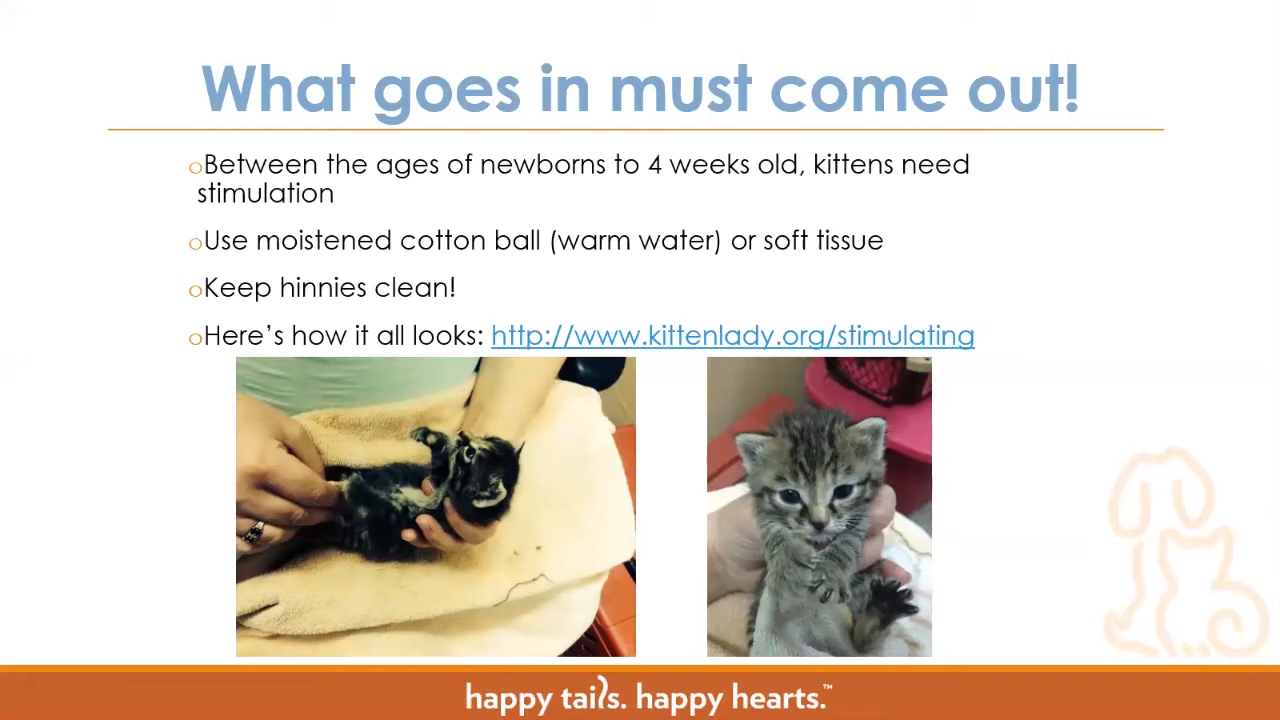 What goes in must come out!
oBetween the ages of newborns to 4 weeks old, kittens need
stimulation
oUse moistened cotton ball (warm water) or soft tissue
oKeep hinnies clean!
oHere’s how it all looks: http://www.kittenlady.org/stimulating
happy tails. happy hearts.™